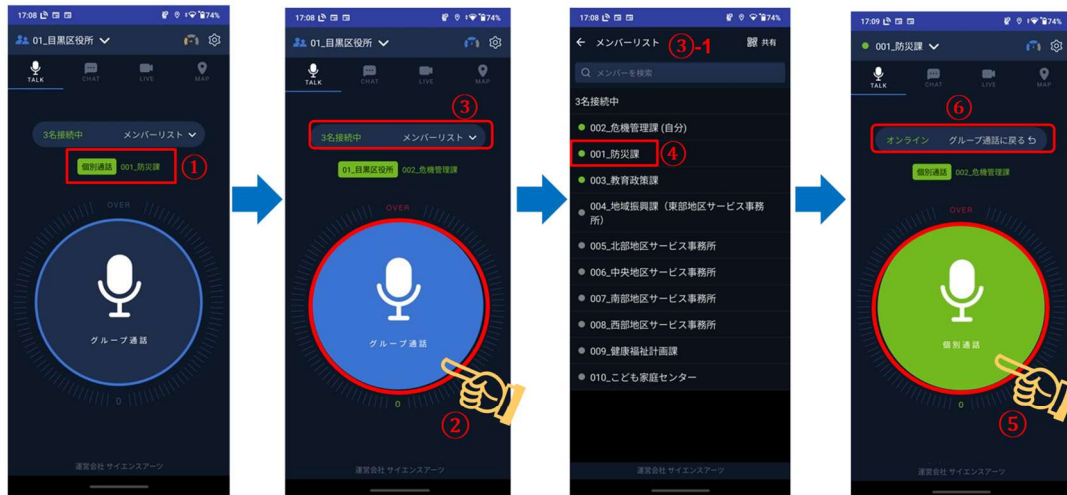 17:08
74%
01_目黒区役所
TALK
CHAT
LIVE
MAP
3名接続中 メンバーリスト
個別通話 001_防災課
①
OVER
グループ通話
0
運営会社 サイエンスアーツ
17:08
74%
01_目黒区役所
TALK
CHAT
LIVE
MAP
③
3名接続中 メンバーリスト
01_目黒区役所 002_危機管理課
OVER
グループ通話
0
②
運営会社 サイエンスアーツ
17:08
74%
メンバーリスト
③-1
共有
メンバーを検索
3名接続中
002_危機管理課 (自分)
001_防災課
④
003_教育政策課
004_地域振興課（東部地区サービス事務
所）
005_北部地区サービス事務所
006_中央地区サービス事務所
007_南部地区サービス事務所
008_西部地区サービス事務所
009_健康福祉計画課
010_こども家庭センター
運営会社 サイエンスアーツ
17:09
74%
001_防災課
TALK
CHAT
LIVE
MAP
⑥
オンライン グループ通話に戻る
個別通話 002_危機管理課
OVER
個別通話
0
⑤
運営会社 サイエンスアーツ